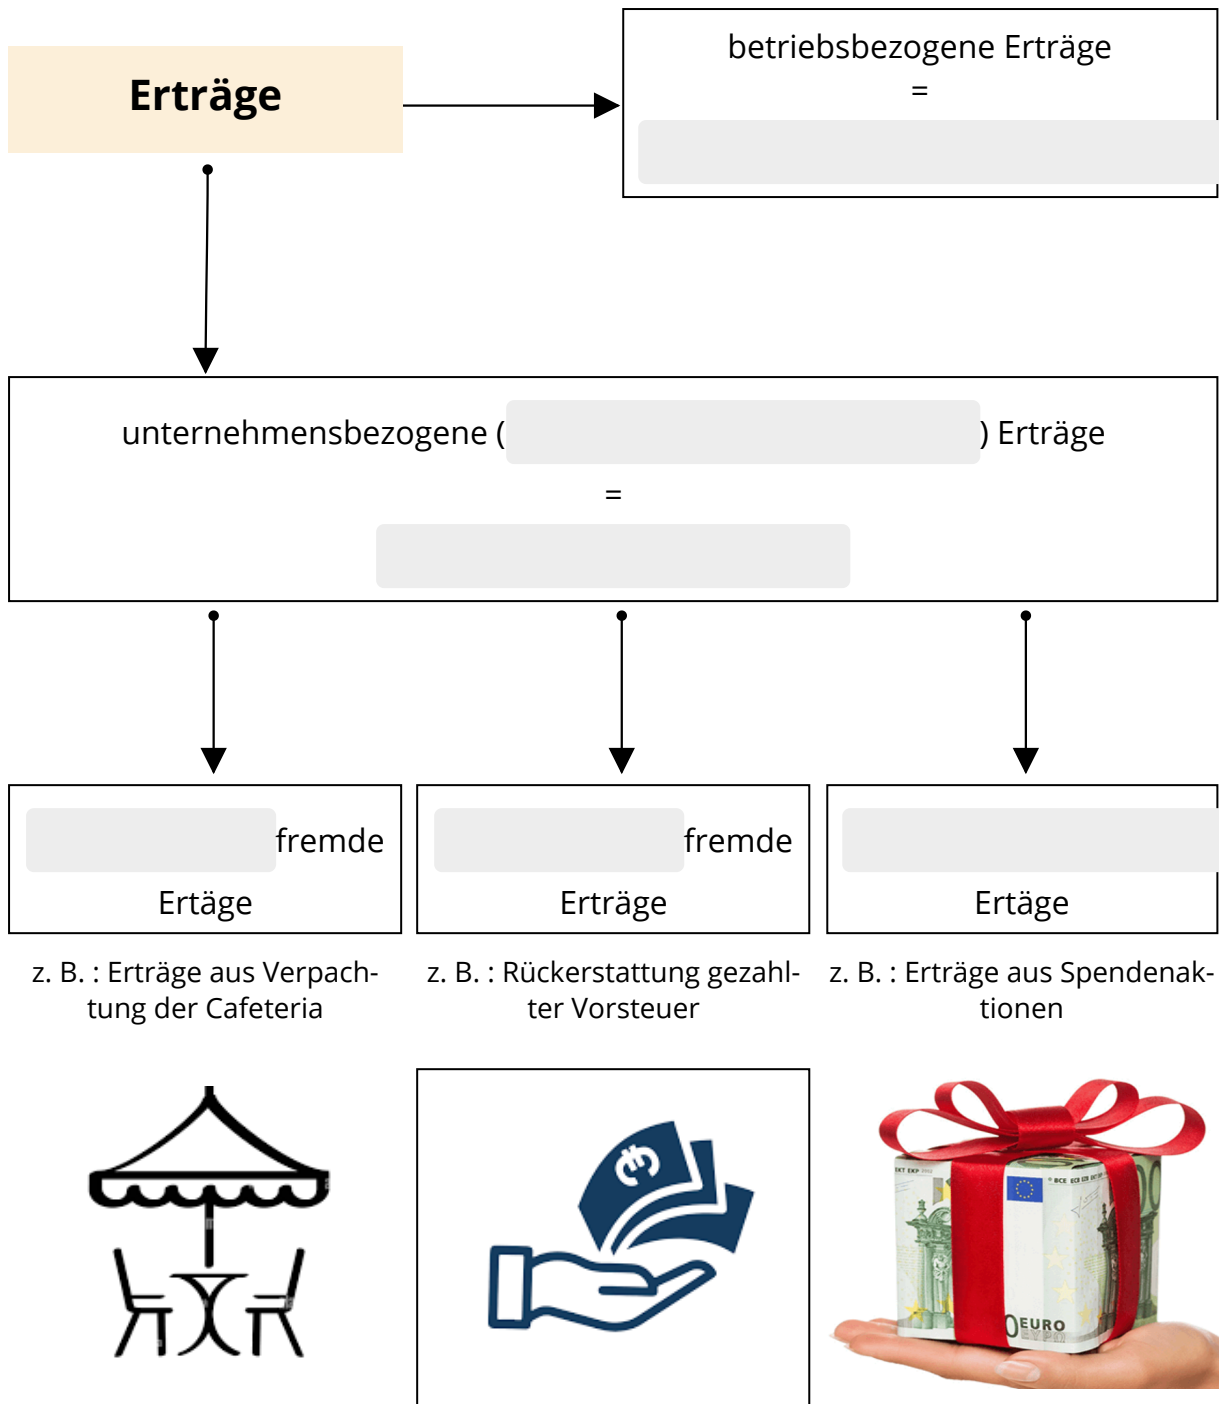 Erträge
betriebsbezogene Erträge
=
unternehmensbezogene () Erträge
=
fremde
Ertäge
fremde
Erträge
Ertäge
z. B. : Erträge aus Verpach-
tung der Cafeteria
z. B. : Rückerstattung gezahl-
ter Vorsteuer
z. B. : Erträge aus Spendenak-
tionen
EURO